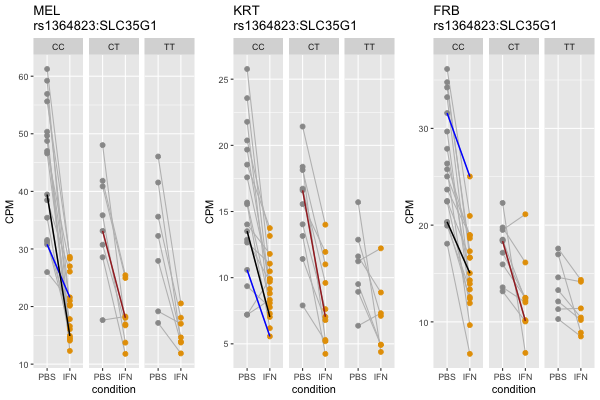 MEL
rs1364823:SLC35G1
CC CT TT
CPM
60
50
40
30
20
10
PBS IFN PBS IFN PBS IFN
condition
KRT
rs1364823:SLC35G1
CC CT TT
CPM
25
20
15
10
5
PBS IFN PBS IFN PBS IFN
condition
FRB
rs1364823:SLC35G1
CC CT TT
CPM
30
20
10
PBS IFN PBS IFN PBS IFN
condition